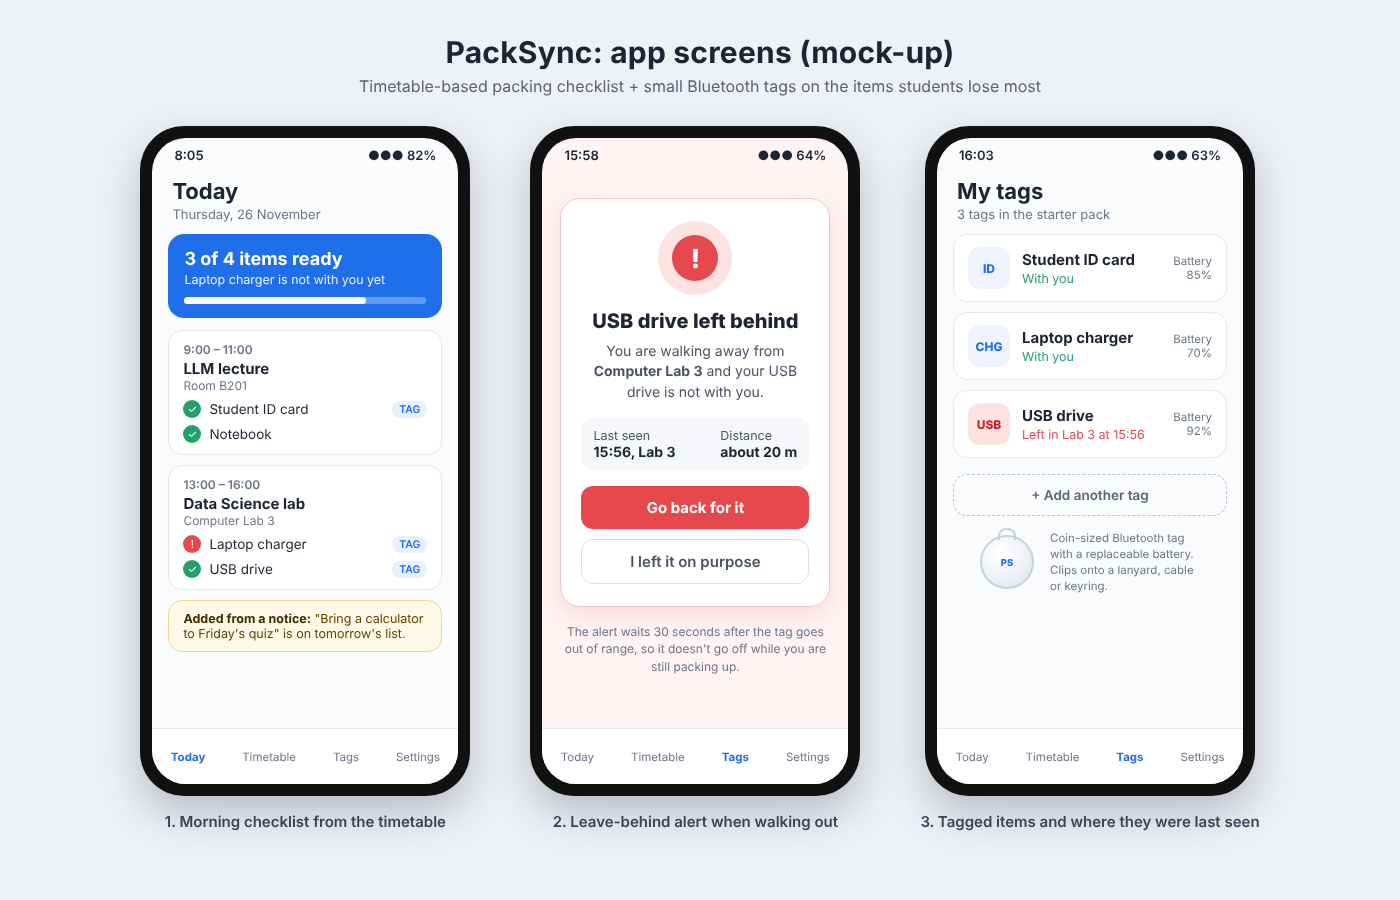 PackSync: app screens (mock-up)
Timetable-based packing checklist + small Bluetooth tags on the items students lose most
8:05
82%
Today
Thursday, 26 November
3 of 4 items ready
Laptop charger is not with you yet
9:00 – 11:00
LLM lecture
Room B201
Student ID card TAG
Notebook
13:00 – 16:00
Data Science lab
Computer Lab 3
! Laptop charger TAG
USB drive TAG
Added from a notice: "Bring a calculator
to Friday's quiz" is on tomorrow's list.
Today Timetable Tags Settings
1. Morning checklist from the timetable
15:58
64%
!
USB drive left behind
You are walking away from
Computer Lab 3 and your USB
drive is not with you.
Last seen Distance
15:56, Lab 3 about 20 m
Go back for it
I left it on purpose
The alert waits 30 seconds after the tag goes
out of range, so it doesn't go off while you are
still packing up.
Today Timetable Tags Settings
2. Leave-behind alert when walking out
16:03
63%
My tags
3 tags in the starter pack
ID
Student ID card
With you
Battery
85%
CHG
Laptop charger
With you
Battery
70%
USB
USB drive
Left in Lab 3 at 15:56
Battery
92%
+ Add another tag
PS
Coin-sized Bluetooth tag
with a replaceable battery.
Clips onto a lanyard, cable
or keyring.
Today Timetable Tags Settings
3. Tagged items and where they were last seen